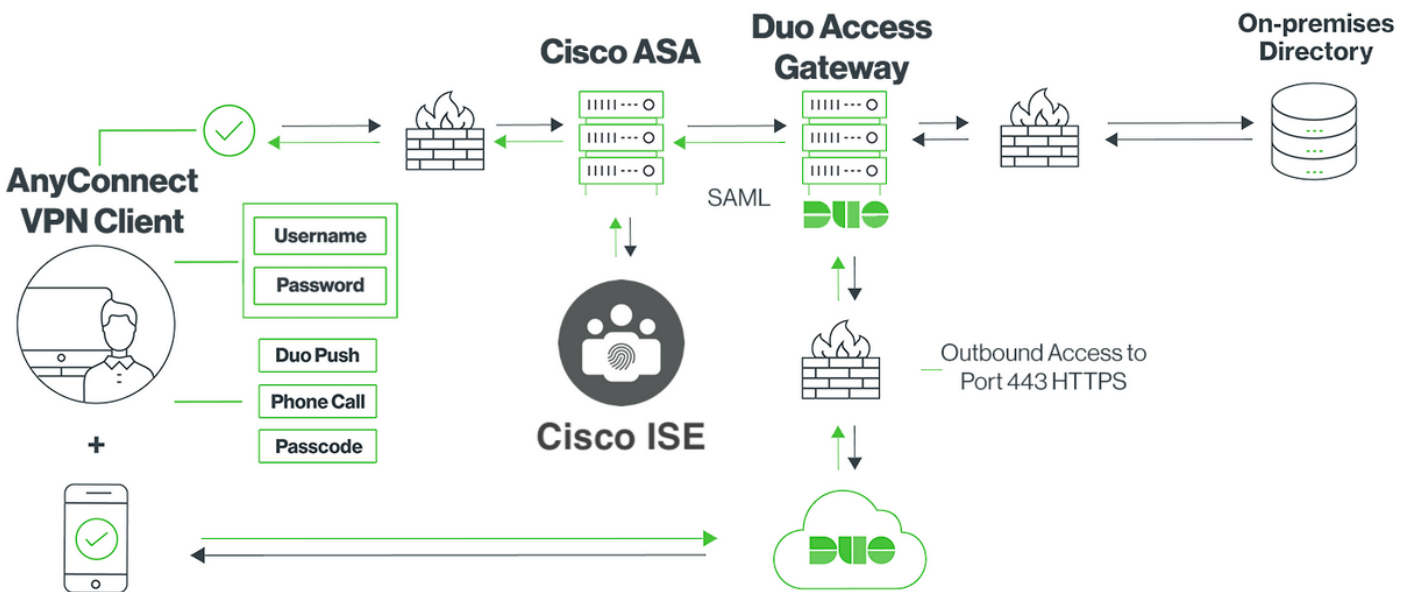 Cisco ASA
Duo Access
Gateway
On-premises
Directory
AnyConnect
VPN Client
SAML
DUO
Username
Password
Duo Push
Phone Call
Passcode
Cisco ISE
Outbound Access to
Port 443 HTTPS
+
DUO